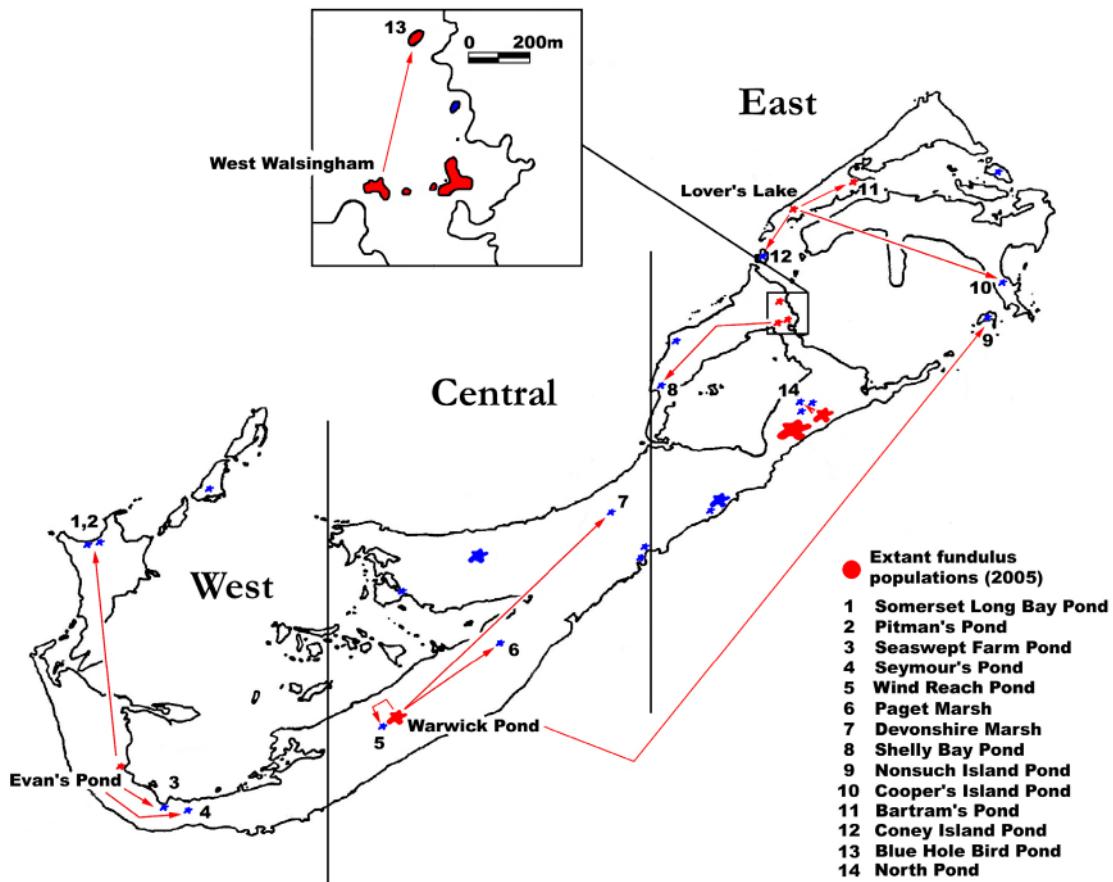 13
0 200m
West Walsingham
East
Lover's Lake
11
12
10
9
8
14
Central
7
1,2
West
6
5
Warwick Pond
Evan's Pond
3
4
Extant fundulus
populations (2005)
1 Somerset Long Bay Pond
2 Pitman's Pond
3 Seaswept Farm Pond
4 Seymour's Pond
5 Wind Reach Pond
6 Paget Marsh
7 Devonshire Marsh
8 Shelly Bay Pond
9 Nonsuch Island Pond
10 Cooper's Island Pond
11 Bartram's Pond
12 Coney Island Pond
13 Blue Hole Bird Pond
14 North Pond